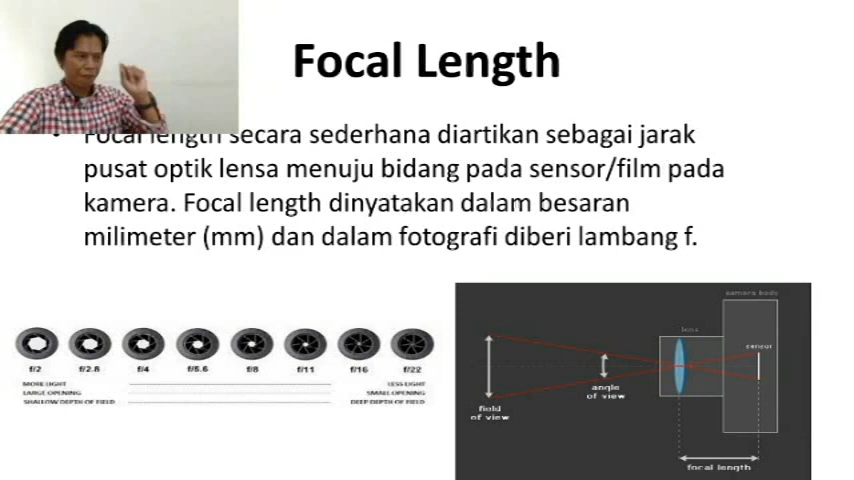 Focal Length
• Focal length secara sederhana diartikan sebagai jarak
pusat optik lensa menuju bidang pada sensor/film pada
kamera. Focal length dinyatakan dalam besaran
milimeter (mm) dan dalam fotografi diberi lambang f.
f/2 f/2.8 f/4 f/5.6 f/8 f/11 f/16 f/22
MORE LIGHT LESS LIGHT
LARGE OPENING SMALL OPENING
SHALLOW DEPTH OF FIELD DEEP DEPTH OF FIELD
camera body
lens
sensor
angle
of view
field
of view
focal length